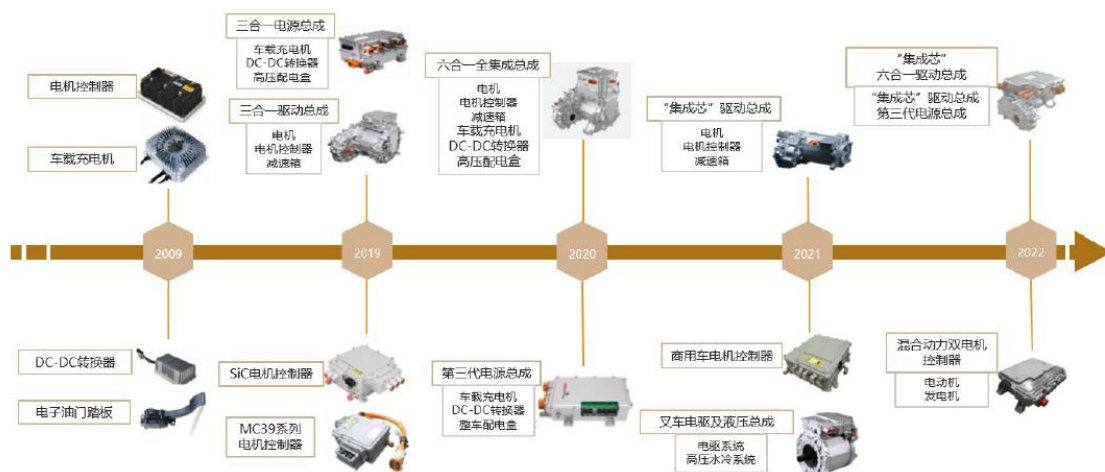 电机控制器
车载充电机
三合一电源总成
车载充电机
DC-DC转换器
高压配电盒
三合一驱动总成
电机
电机控制器
减速箱
六合一全集成总成
电机
电机控制器
减速箱
车载充电机
DC-DC转换器
高压配电盒
“集成芯”驱动总成
电机
电机控制器
减速箱
“集成芯”
六合一驱动总成
“集成芯”驱动总成
第三代电源总成
2009
2019
2020
2021
2022
DC-DC转换器
电子油门踏板
SiC电机控制器
MC39系列
电机控制器
第三代电源总成
车载充电机
DC-DC转换器
整车配电盒
商用车电机控制器
叉车电驱及液压总成
电驱系统
高压水冷系统
混合动力双电机
控制器
电动机
发电机